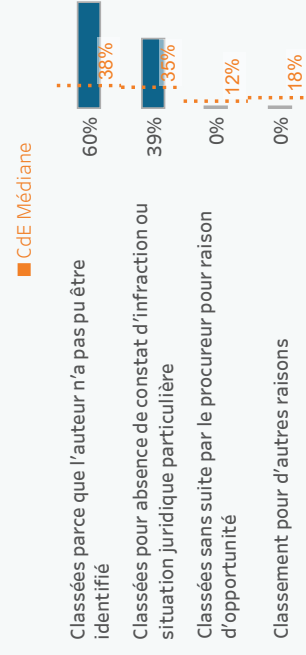 CdE Médiane
Classées parce que l'auteur n'a pas pu être
identifié
60%
38%
Classées pour absence de constat d'infraction ou
situation juridique particulière
39%
35%
Classées sans suite par le procureur pour raison
d'opportunité
0%
12%
Classement pour d'autres raisons
0%
18%